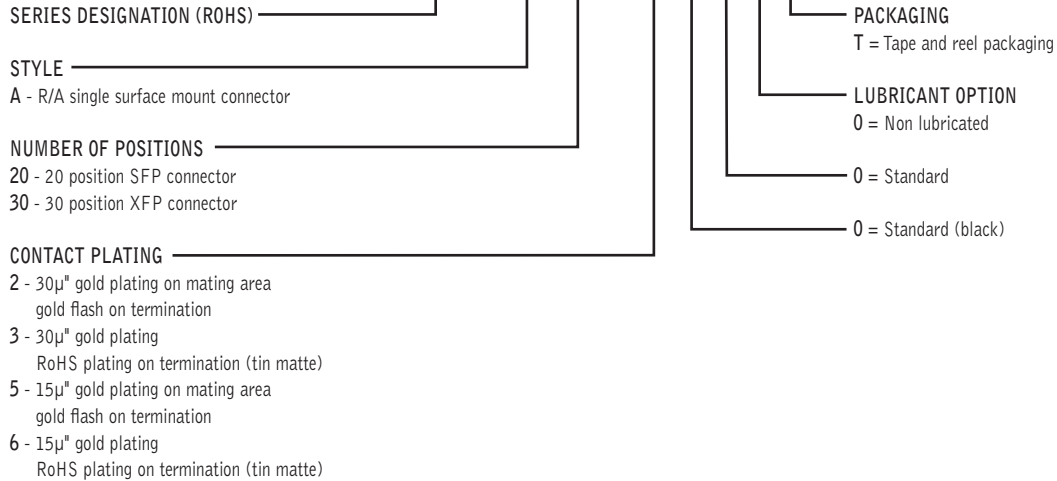 SERIES DESIGNATION (ROHS)
STYLE
A - R/A single surface mount connector
NUMBER OF POSITIONS
20 - 20 position SFP connector
30 - 30 position XFP connector
CONTACT PLATING
2 - 30µ" gold plating on mating area
gold flash on termination
3 - 30µ" gold plating
RoHS plating on termination (tin matte)
5 - 15µ" gold plating on mating area
gold flash on termination
6 - 15µ" gold plating
RoHS plating on termination (tin matte)
PACKAGING
T = Tape and reel packaging
LUBRICANT OPTION
0 = Non lubricated
0 = Standard
0 = Standard (black)